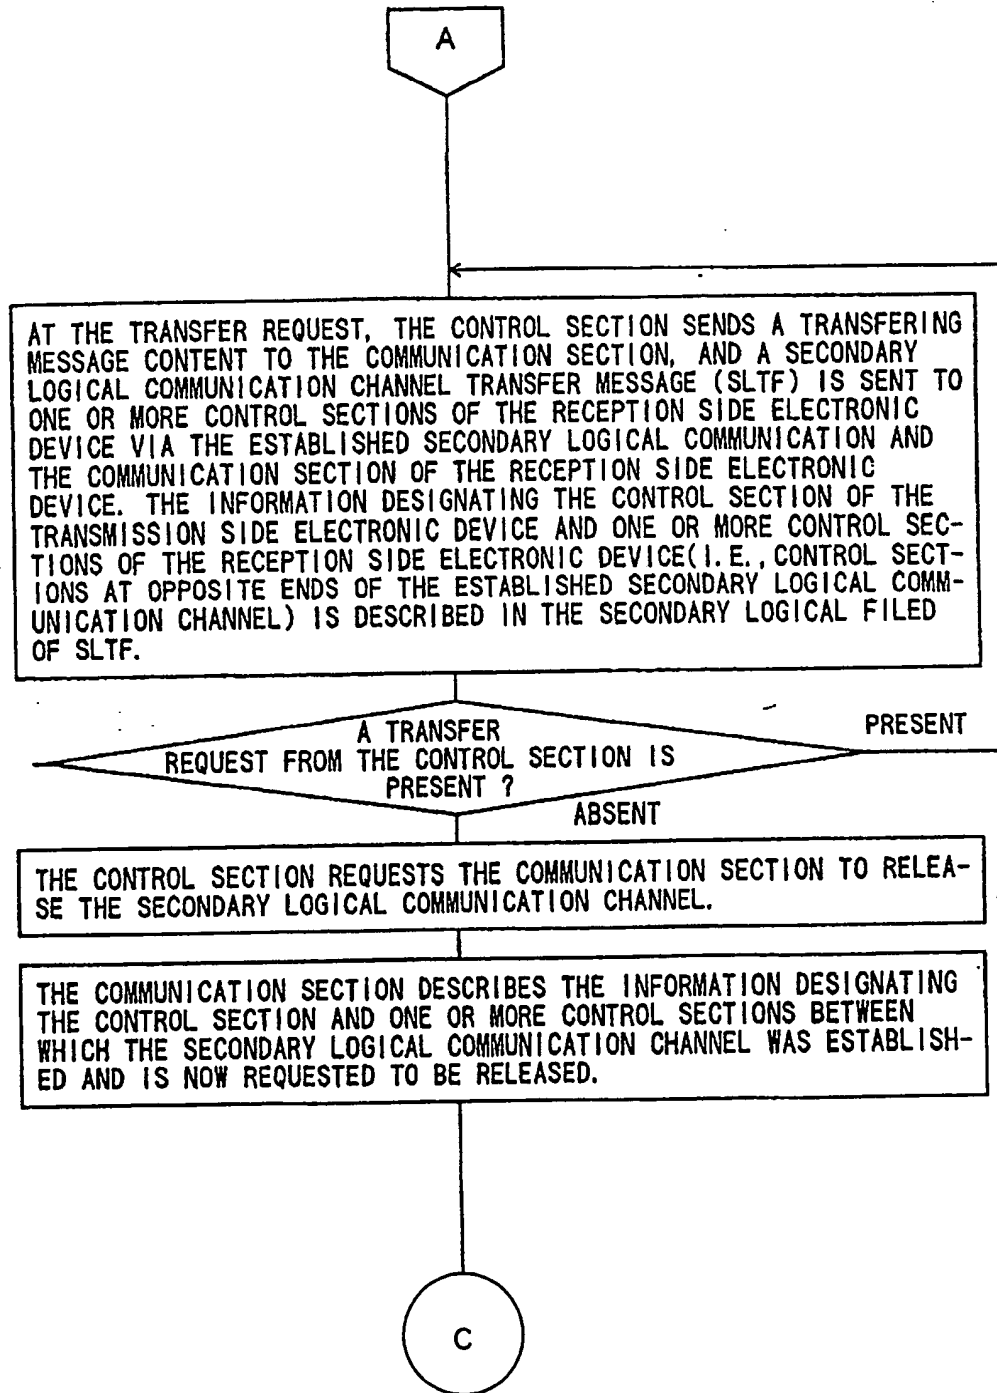 A
AT THE TRANSFER REQUEST, THE CONTROL SECTION SENDS A TRANSFERING
MESSAGE CONTENT TO THE COMMUNICATION SECTION, AND A SECONDARY
LOGICAL COMMUNICATION CHANNEL TRANSFER MESSAGE (SLTF) IS SENT TO
ONE OR MORE CONTROL SECTIONS OF THE RECEPTION SIDE ELECTRONIC
DEVICE VIA THE ESTABLISHED SECONDARY LOGICAL COMMUNICATION AND
THE COMMUNICATION SECTION OF THE RECEPTION SIDE ELECTRONIC
DEVICE. THE INFORMATION DESIGNATING THE CONTROL SECTION OF THE
TRANSMISSION SIDE ELECTRONIC DEVICE AND ONE OR MORE CONTROL SEC-
TIONS OF THE RECEPTION SIDE ELECTRONIC DEVICE(I.E., CONTROL SECT-
IONS AT OPPOSITE ENDS OF THE ESTABLISHED SECONDARY LOGICAL COMM-
UNICATION CHANNEL) IS DESCRIBED IN THE SECONDARY LOGICAL FILED
OF SLTF.
A TRANSFER
REQUEST FROM THE CONTROL SECTION IS
PRESENT ?
PRESENT
ABSENT
THE CONTROL SECTION REQUESTS THE COMMUNICATION SECTION TO RELEA-
SE THE SECONDARY LOGICAL COMMUNICATION CHANNEL.
THE COMMUNICATION SECTION DESCRIBES THE INFORMATION DESIGNATING
THE CONTROL SECTION AND ONE OR MORE CONTROL SECTIONS BETWEEN
WHICH THE SECONDARY LOGICAL COMMUNICATION CHANNEL WAS ESTABLISH-
ED AND IS NOW REQUESTED TO BE RELEASED.
C